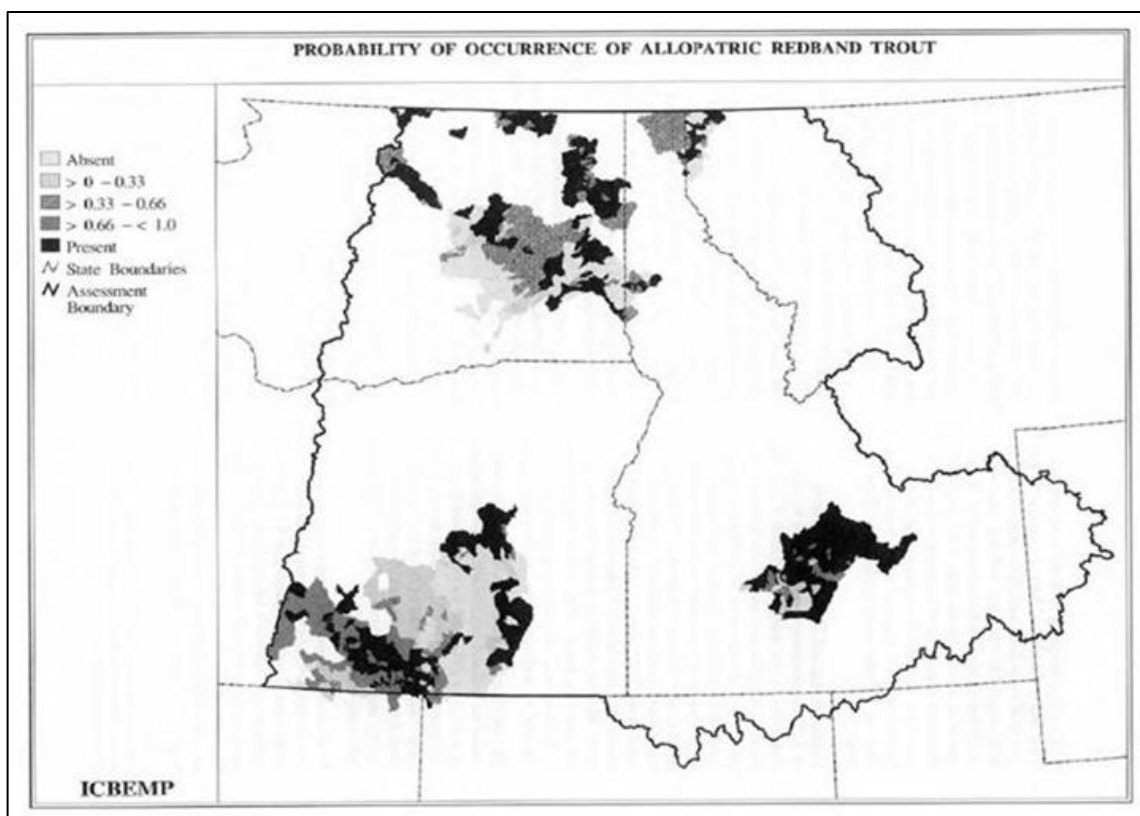 PROBABILITY OF OCCURRENCE OF ALLOPATRIC REDBAND TROUT
Absent
> 0 - 0.33
> 0.33 - 0.66
> 0.66 - < 1.0
Present
State Boundaries
Assessment
Boundary
ICBEMP